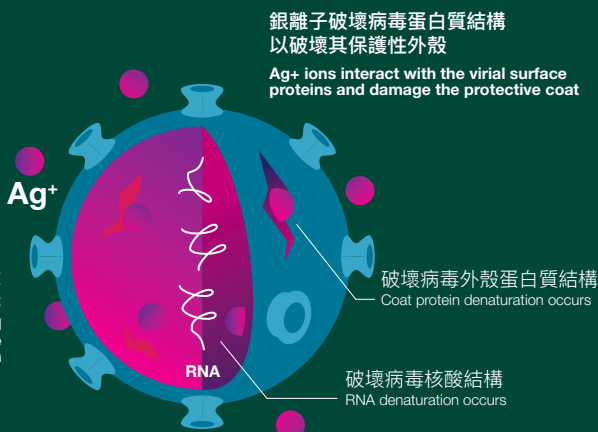 銀離子破壞病毒蛋白質結構
以破壞其保護性外殼
Ag+ ions interact with the virial surface
proteins and damage the protective coat
Ag+
破壞病毒外殼蛋白質結構
Coat protein denaturation occurs
RNA
破壞病毒核酸結構
RNA denaturation occurs